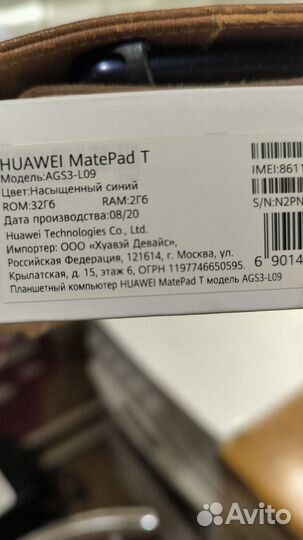 HUAWEI MatePad T
Модель:AGS3-L09
IMEI:8611
Цвет:Насыщенный синий
ROM:32Гб RAM:2Гб
S/N:N2PN
Дата производства:08/20
Huawei Technologies Co., Ltd.
Импортер: ООО «Хуавэй Девайс»,
Российская Федерация, 121614, г. Москва, ул.
Крылатская, д. 15, этаж 6, ОГРН 1197746650595.
Планшетный компьютер HUAWEI MatePad T модель AGS3-L09
6 9014
Avito